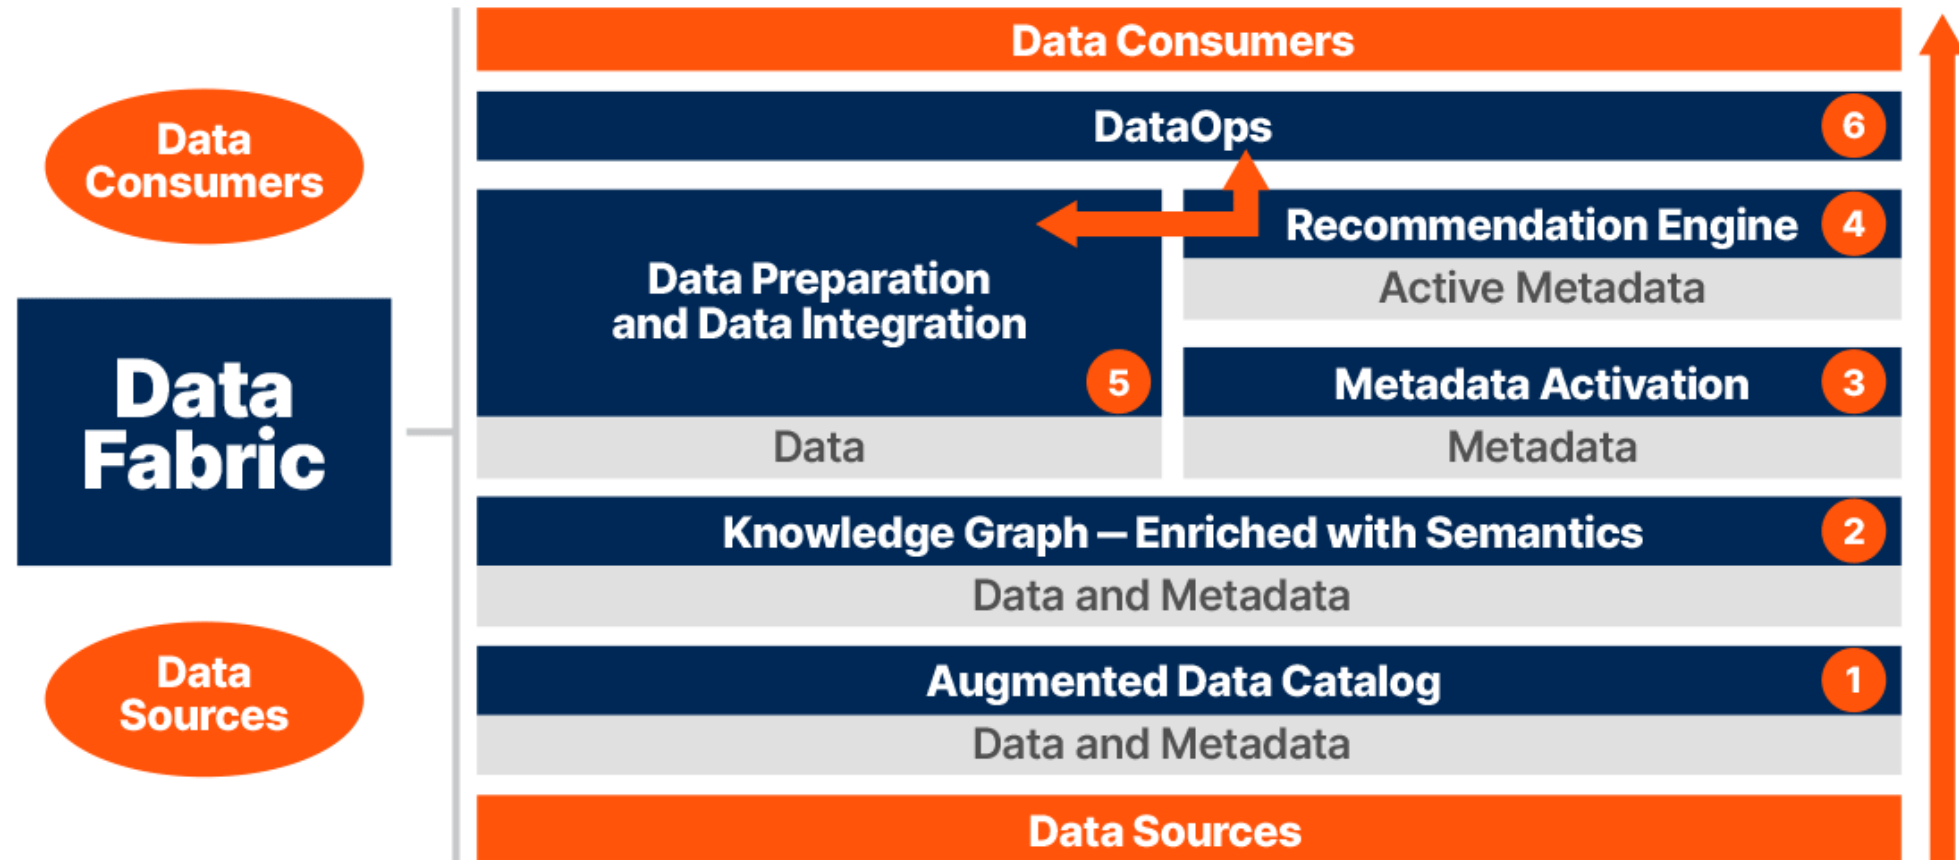 Data
Consumers
Data
Fabric
Data
Sources
Data Consumers
DataOps
6
Data Preparation
and Data Integration
5
Data
Recommendation Engine
4
Active Metadata
Metadata Activation
3
Metadata
Knowledge Graph – Enriched with Semantics
2
Data and Metadata
Augmented Data Catalog
1
Data and Metadata
Data Sources